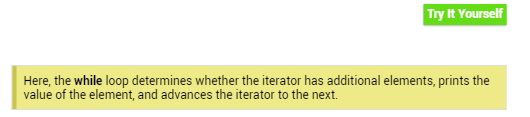 Try It Yourself
Here, the while loop determines whether the iterator has additional elements, prints the
value of the element, and advances the iterator to the next.